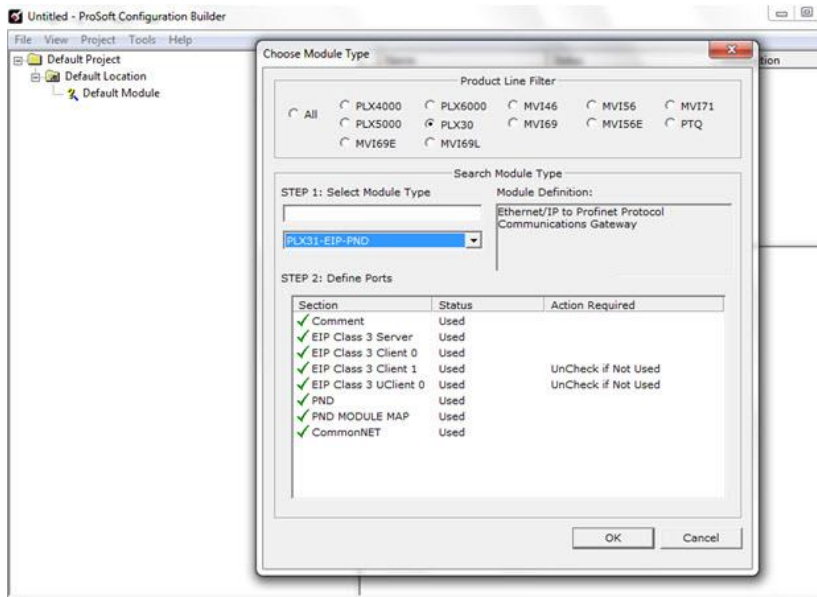 Untitled - ProSoft Configuration Builder
File View Project Tools Help
Default Project
Default Location
Default Module
Choose Module Type
Product Line Filter
All
PLX4000 PLX6000 MVI46 MVI56 MVI71
PLX5000 PLX30 MVI69 MVI56E PTQ
MVI69E MVI69L
Search Module Type
STEP 1: Select Module Type
Module Definition:
Ethernet/IP to Profinet Protocol
Communications Gateway
PLX31-EIP-PND
STEP 2: Define Ports
Section Status Action Required
Comment Used
EIP Class 3 Server Used
EIP Class 3 Client 0 Used
EIP Class 3 Client 1 Used UnCheck if Not Used
EIP Class 3 UClient 0 Used UnCheck if Not Used
PND Used
PND MODULE MAP Used
CommonNET Used
OK Cancel